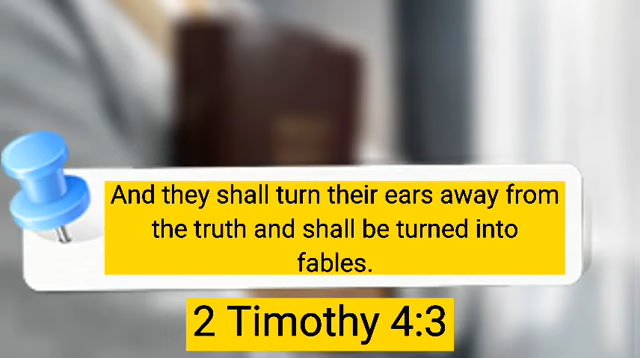 And they shall turn their ears away from
the truth and shall be turned into
fables.
2 Timothy 4:3